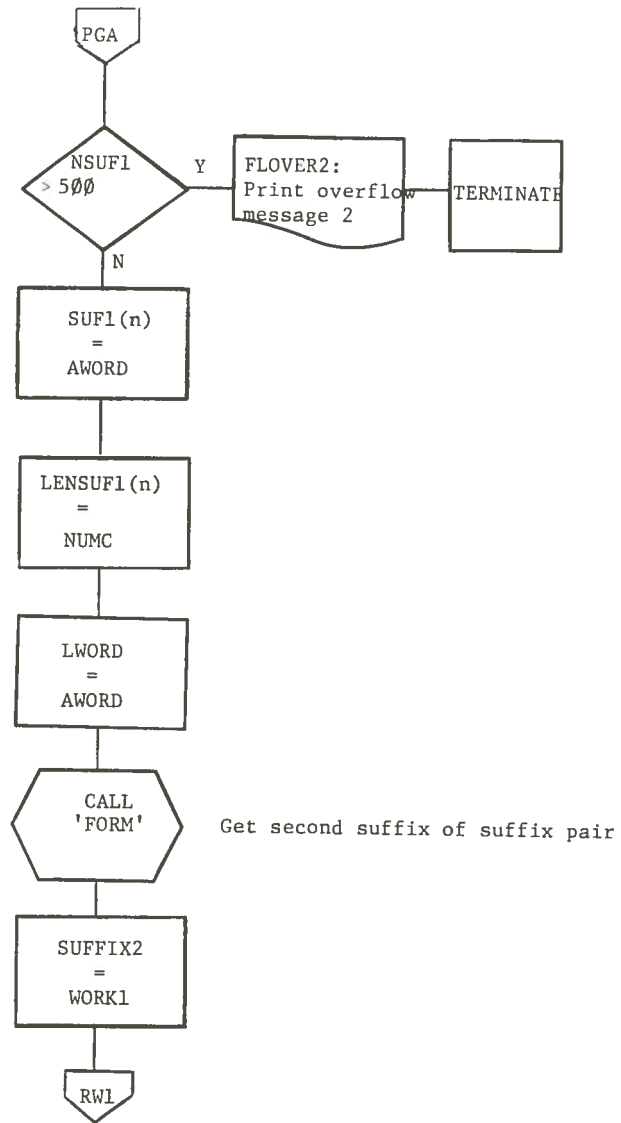 PGA
NSUF1
> 5ØØ
Y
FLOVER2:
Print overflow
message 2
TERMINATE
N
SUF1(n)
=
AWORD
LENSUF1(n)
=
NUMC
LWORD
=
AWORD
CALL
'FORM'
Get second suffix of suffix pair
SUFFIX2
=
WORK1
RW1